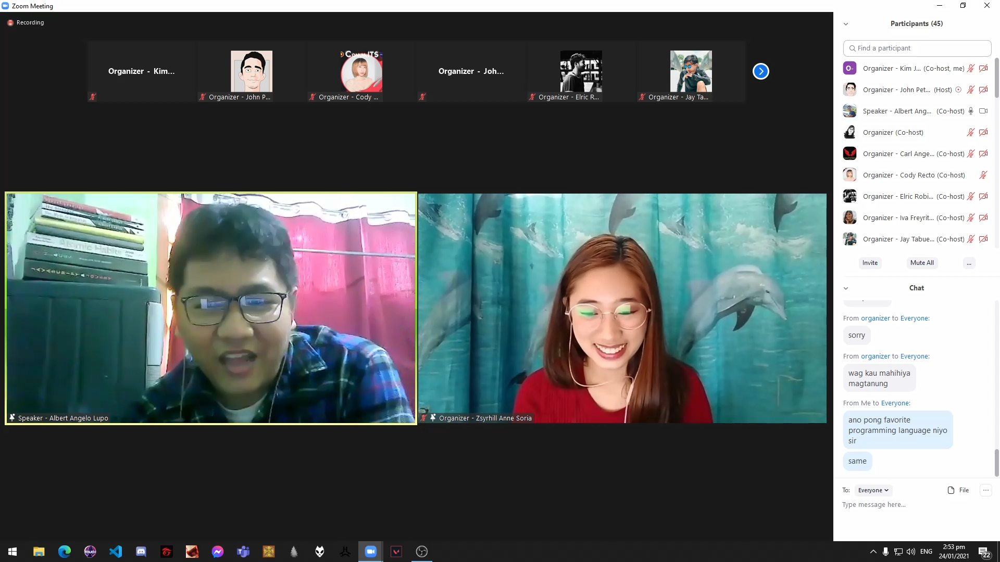 Zoom Meeting
Recording
Organizer - Kim...
Organizer - John P...
CommITS
Organizer - Cody ...
Organizer - Joh...
Organizer - Elric R...
Organizer - Jay Ta...
Atomic Habits
Speaker - Albert Angelo Lupo
Organizer - Zsyrhill Anne Soria
Participants (45)
Find a participant
O-
Organizer - Kim J... (Co-host, me)
Organizer - John Pet... (Host)
Speaker - Albert Ang... (Co-host)
Organizer (Co-host)
Organizer - Carl Ange... (Co-host)
Organizer - Cody Recto (Co-host)
Organizer - Elric Robi... (Co-host)
Organizer - Iva Freyrit... (Co-host)
Organizer - Jay Tabue... (Co-host)
Invite
Mute All
...
Chat
From organizer to Everyone:
sorry
From organizer to Everyone:
wag kau mahihiya
magtanung
From Me to Everyone:
ano pong favorite
programming language niyo
sir
same
To: Everyone
File
...
Type message here...
ENG
2:53 pm
24/01/2021
22